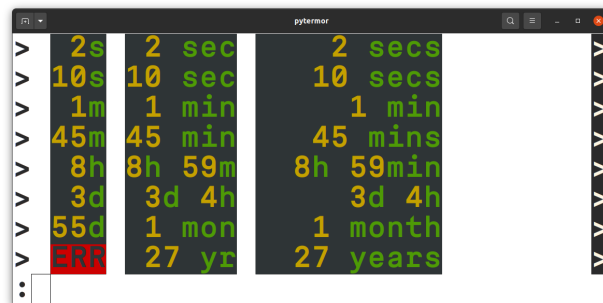 pytermor
> 2s 2 sec 2 secs >
> 10s 10 sec 10 secs >
> 1m 1 min 1 min >
> 45m 45 min 45 mins >
> 8h 8h 59m 8h 59min >
> 3d 3d 4h 3d 4h >
> 55d 1 mon 1 month >
> ERR 27 yr 27 years >
: